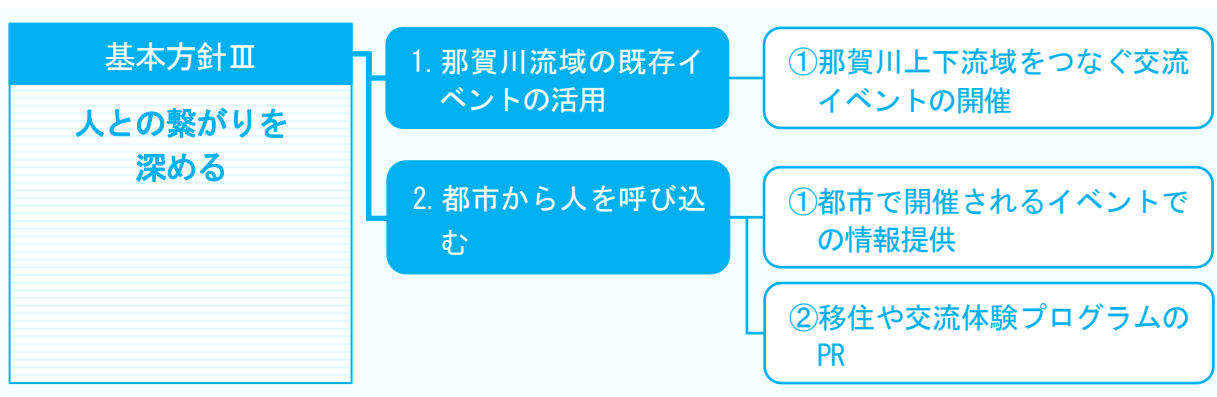 基本方針Ⅲ
人との繋がりを
深める
1. 那賀川流域の既存イ
ベントの活用
①那賀川上下流域をつなぐ交流
イベントの開催
2. 都市から人を呼び込
む
①都市で開催されるイベントで
の情報提供
②移住や交流体験プログラムの
PR